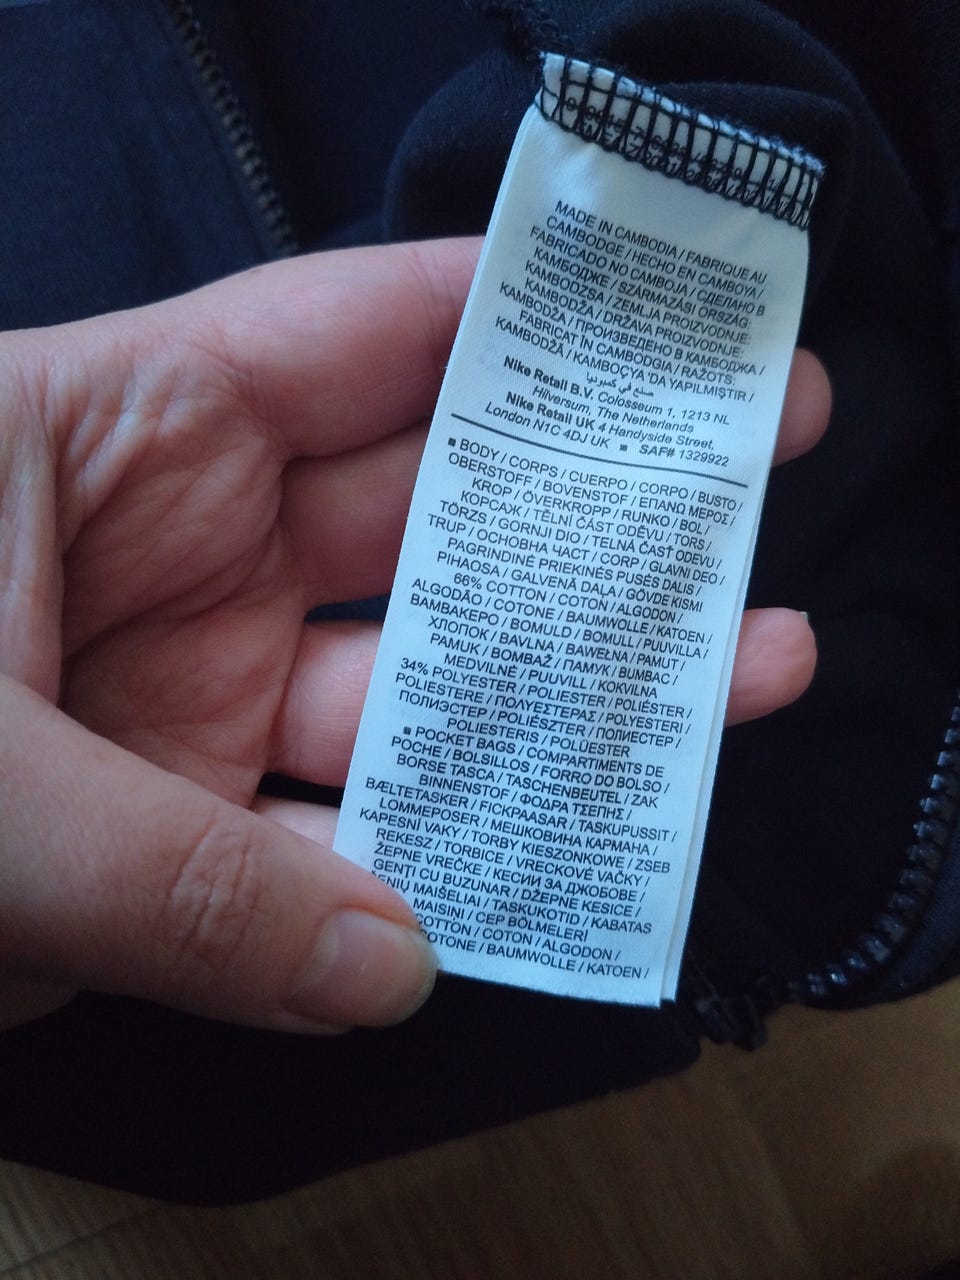 MADE IN CAMBODIA / FABRIQUE AU
CAMBODGE / HECHO EN CAMBOYA /
FABRICADO NO CAMBOJA / СДЕЛАНО В
КАМБОДЖЕ / SZÁRMAZÁSI ORSZÁG:
KAMBODZSA / ZEMLJA PROIZVODNJE:
KAMBODŽA / DRŽAVA PROIZVODNJE:
KAMBODŽA / ПРОИЗВЕДЕНО В КАМБОДЖА /
FABRICAT ÎN CAMBODGIA / RAŽOTS:
KAMBODŽĀ / KAMBOÇYA 'DA YAPILMIŞTIR /
صنع في كمبوديا
Nike Retail B.V. Colosseum 1, 1213 NL
Hilversum, The Netherlands
Nike Retail UK 4 Handyside Street,
London N1C 4DJ UK ■ SAF# 1329922
■ BODY / CORPS / CUERPO / CORPO / BUSTO /
OBERSTOFF / BOVENSTOF / ΕΠΑΝΩ ΜΕΡΟΣ /
KROP / ÖVERKROPP / RUNKO / BOL /
КОРСАЖ / TĚLNÍ ČÁST ODĚVU / TORS /
TÖRZS / GORNJI DIO / TELNÁ ČASŤ ODEVU /
TRUP / ОСНОВНА ЧАСТ / CORP / GLAVNI DEO /
PAGRINDINĖ PRIEKINĖS PUSĖS DALIS /
PIHAOSA / GALVENĀ DAĻA / GÖVDE KISMI
66% COTTON / COTON / ALGODON /
ALGODÃO / COTONE / BAUMWOLLE / KATOEN /
ΒΑΜΒΑΚΕΡΟ / BOMULD / BOMULL / PUUVILLA /
ХЛОПОК / BAVLNA / BAWEŁNA / PAMUT /
PAMUK / BOMBAŽ / ПАМУК / BUMBAC /
MEDVILNĖ / PUUVILL / KOKVILNA
34% POLYESTER / POLIESTER / POLIÉSTER /
POLIESTERE / ΠΟΛΥΕΣΤΕΡΑΣ / POLYESTERI /
ПОЛИЭСТЕР / POLIÉSZTER / ПОЛИЕСТЕР /
POLIESTERIS / POLÜESTER
■ POCKET BAGS / COMPARTIMENTS DE
POCHE / BOLSILLOS / FORRO DO BOLSO /
BORSE TASCA / TASCHENBEUTEL / ZAK
BINNENSTOF / ΦΟΔΡΑ ΤΣΕΠΗΣ /
BÆLTETASKER / FICKPAASAR / TASKUPUSSIT /
LOMMEPOSER / МЕШКОВИНА КАРМАНА /
KAPESNÍ VAKY / TORBY KIESZONKOWE / ZSEB
REKESZ / TORBICE / VRECKOVÉ VAČKY /
ŽEPNE VREČKE / КЕСИИ ЗА ДЖОБОВЕ /
GENȚI CU BUZUNAR / DŽEPNE KESICE /
MAIŠELIAI / TASKUKOTID / KABATAS
MAISINI / CEP BÖLMELERİ
COTTON / COTON / ALGODON /
COTONE / BAUMWOLLE / KATOEN /